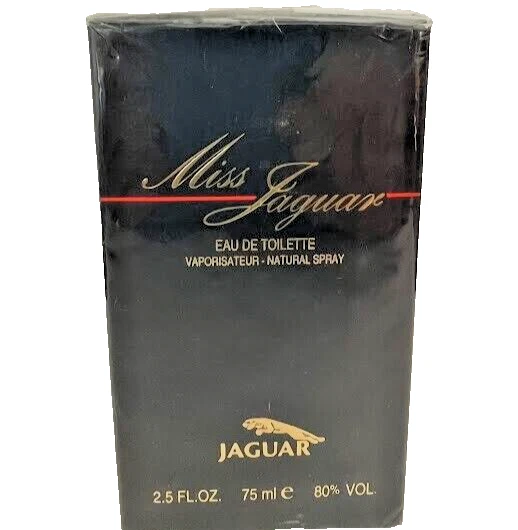 Miss Jaguar
EAU DE TOILETTE
VAPORISATEUR - NATURAL SPRAY
JAGUAR
2.5 FL.OZ. 75 ml e 80% VOL.